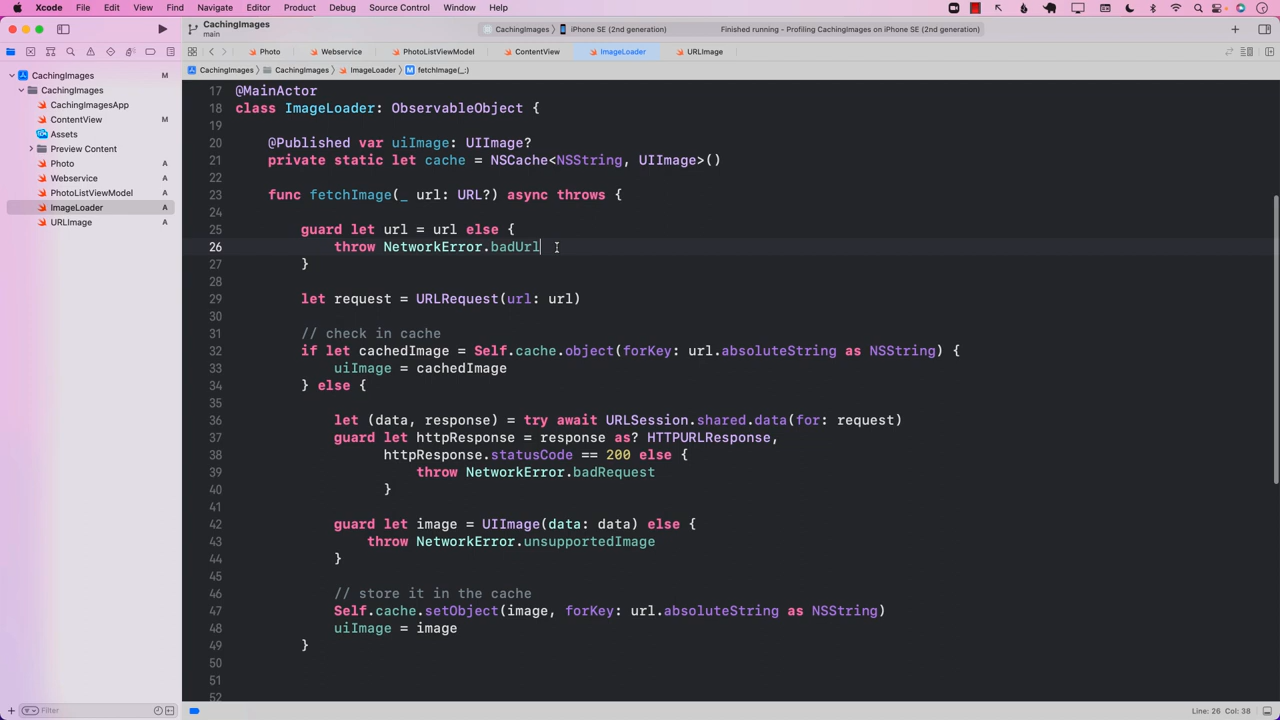 Xcode File Edit View Find Navigate Editor Product Debug Source Control Window Help
CachingImages
main
CachingImages iPhone SE (2nd generation)
Finished running - Profiling CachingImages on iPhone SE (2nd generation)
Photo Webservice PhotoListViewModel ContentView ImageLoader URLImage
CachingImages CachingImages ImageLoader M fetchImage(_:)
CachingImages M
CachingImages
CachingImagesApp
ContentView M
Assets
Preview Content
Photo A
Webservice A
PhotoListViewModel A
ImageLoader A
URLImage A
Filter
17 @MainActor
18 class ImageLoader: ObservableObject {
19
20 @Published var uiImage: UIImage?
21 private static let cache = NSCache<NSString, UIImage>()
22
23 func fetchImage(_ url: URL?) async throws {
24
25 guard let url = url else {
26 throw NetworkError.badUrl
27 }
28
29 let request = URLRequest(url: url)
30
31 // check in cache
32 if let cachedImage = Self.cache.object(forKey: url.absoluteString as NSString) {
33 uiImage = cachedImage
34 } else {
35
36 let (data, response) = try await URLSession.shared.data(for: request)
37 guard let httpResponse = response as? HTTPURLResponse,
38 httpResponse.statusCode == 200 else {
39 throw NetworkError.badRequest
40 }
41
42 guard let image = UIImage(data: data) else {
43 throw NetworkError.unsupportedImage
44 }
45
46 // store it in the cache
47 Self.cache.setObject(image, forKey: url.absoluteString as NSString)
48 uiImage = image
49 }
50
51
52
Line: 26 Col: 38